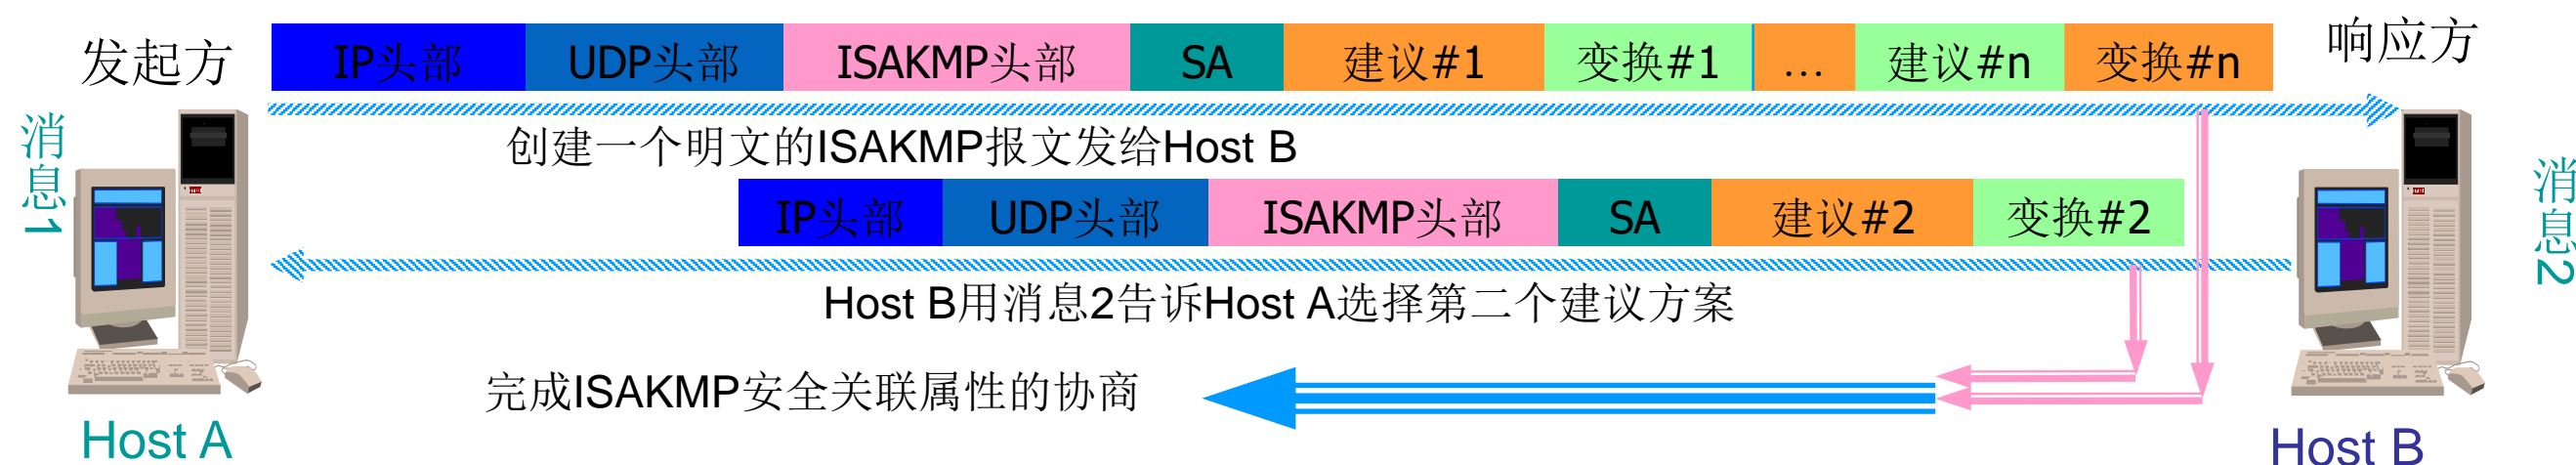 发起方
IP头部 UDP头部 ISAKMP头部 SA 建议#1 变换#1 … 建议#n 变换#n
响应方
消息1
创建一个明文的ISAKMP报文发给Host B
消息2
IP头部 UDP头部 ISAKMP头部 SA 建议#2 变换#2
Host B用消息2告诉Host A选择第二个建议方案
完成ISAKMP安全关联属性的协商
Host A
Host B